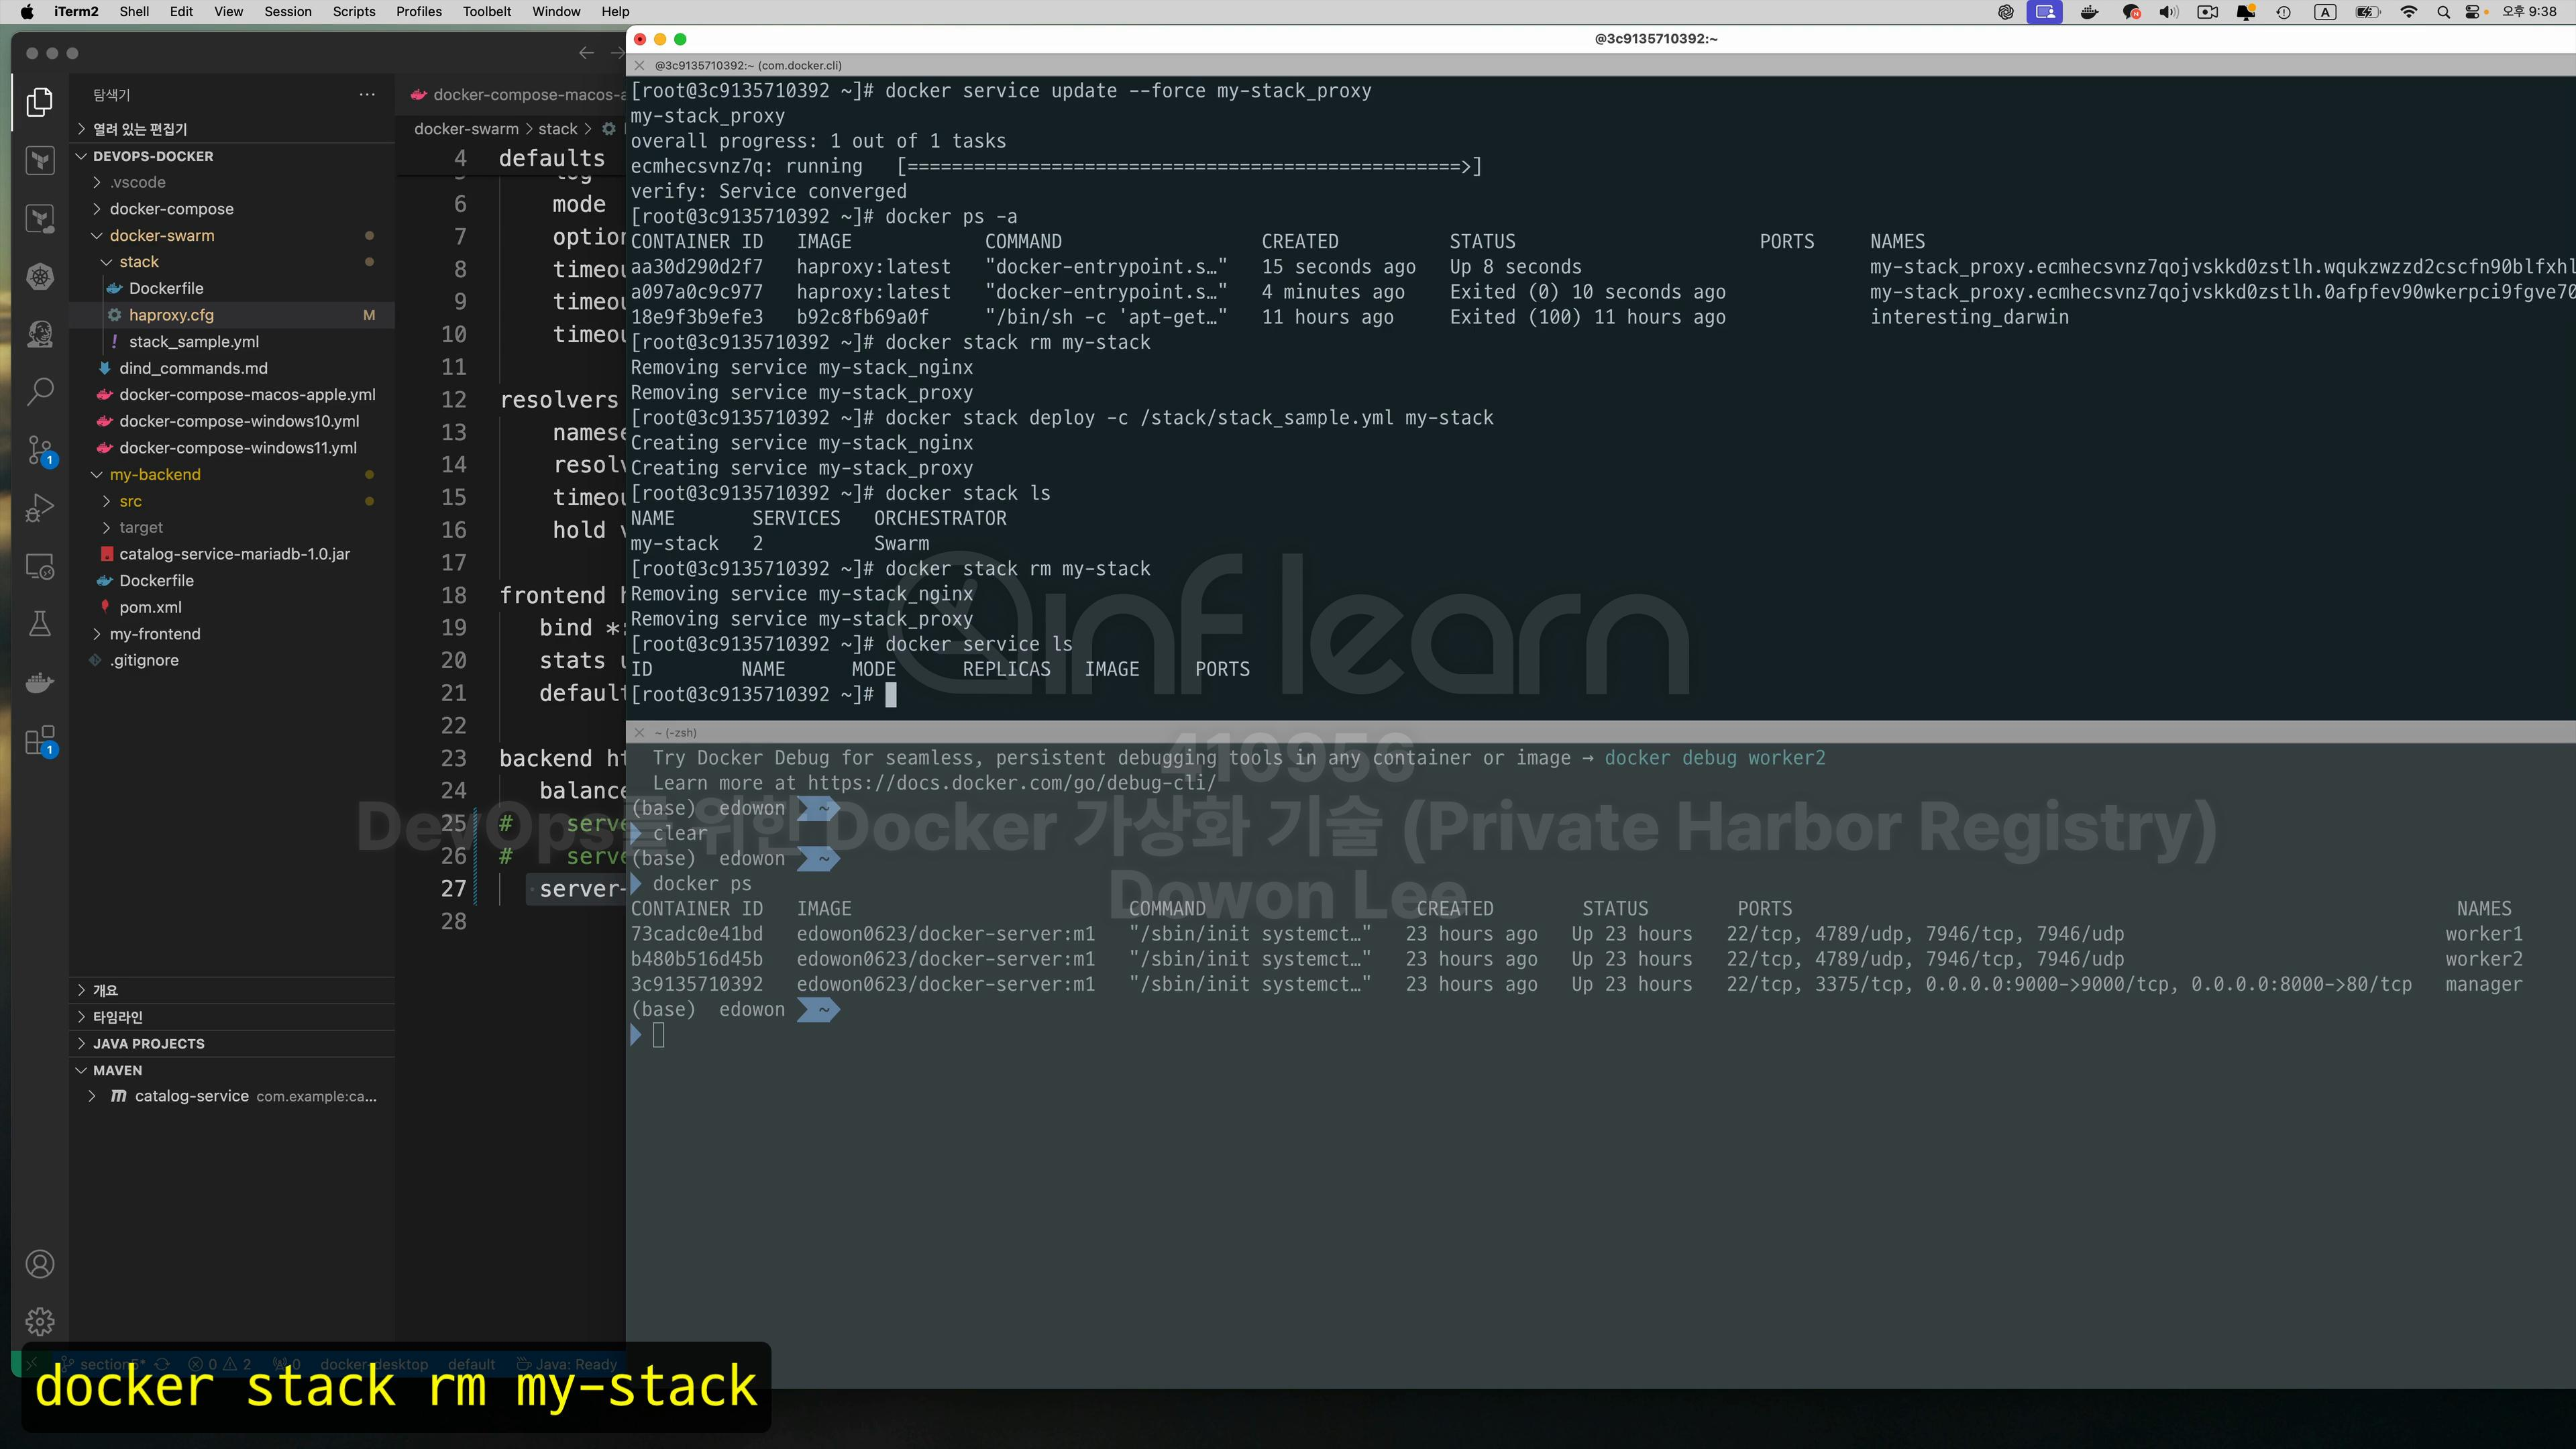 iTerm2 Shell Edit View Session Scripts Profiles Toolbelt Window Help
A 오후 9:38
@3c9135710392:~
@3c9135710392:~ (com.docker.cli)
탐색기
열려 있는 편집기
DEVOPS-DOCKER
.vscode
docker-compose
docker-swarm
stack
Dockerfile
haproxy.cfg M
stack_sample.yml
dind_commands.md
docker-compose-macos-apple.yml
docker-compose-windows10.yml
docker-compose-windows11.yml
my-backend
src
target
catalog-service-mariadb-1.0.jar
Dockerfile
pom.xml
my-frontend
.gitignore
1
1
개요
타임라인
JAVA PROJECTS
MAVEN
catalog-service com.example:ca...
docker-compose-macos-a
docker-swarm > stack >
4 defaults
6 mode
7 option
8 timeou
9 timeou
10 timeou
11
12 resolvers
13 namese
14 resolv
15 timeou
16 hold v
17
18 frontend h
19 bind *:
20 stats u
21 default
22
23 backend ht
24 balance
25 # serve
26 # serve
27 server-
28
[root@3c9135710392 ~]# docker service update --force my-stack_proxy
my-stack_proxy
overall progress: 1 out of 1 tasks
ecmhecsvnz7q: running [==================================================>]
verify: Service converged
[root@3c9135710392 ~]# docker ps -a
CONTAINER ID IMAGE COMMAND CREATED STATUS PORTS NAMES
aa30d290d2f7 haproxy:latest "docker-entrypoint.s…" 15 seconds ago Up 8 seconds my-stack_proxy.ecmhecsvnz7qojvskkd0zstlh.wqukzwzzd2cscfn90blfxhl
a097a0c9c977 haproxy:latest "docker-entrypoint.s…" 4 minutes ago Exited (0) 10 seconds ago my-stack_proxy.ecmhecsvnz7qojvskkd0zstlh.0afpfev90wkerpci9fgve70
18e9f3b9efe3 b92c8fb69a0f "/bin/sh -c 'apt-get…" 11 hours ago Exited (100) 11 hours ago interesting_darwin
[root@3c9135710392 ~]# docker stack rm my-stack
Removing service my-stack_nginx
Removing service my-stack_proxy
[root@3c9135710392 ~]# docker stack deploy -c /stack/stack_sample.yml my-stack
Creating service my-stack_nginx
Creating service my-stack_proxy
[root@3c9135710392 ~]# docker stack ls
NAME SERVICES ORCHESTRATOR
my-stack 2 Swarm
[root@3c9135710392 ~]# docker stack rm my-stack
Removing service my-stack_nginx
Removing service my-stack_proxy
[root@3c9135710392 ~]# docker service ls
ID NAME MODE REPLICAS IMAGE PORTS
[root@3c9135710392 ~]#
inflearn
~ (-zsh)
410956
Try Docker Debug for seamless, persistent debugging tools in any container or image → docker debug worker2
Learn more at https://docs.docker.com/go/debug-cli/
(base) edowon ~
clear
DevOps를 위한 Docker 가상화 기술 (Private Harbor Registry)
(base) edowon ~
docker ps
Dowon Lee
CONTAINER ID IMAGE COMMAND CREATED STATUS PORTS NAMES
73cadc0e41bd edowon0623/docker-server:m1 "/sbin/init systemct…" 23 hours ago Up 23 hours 22/tcp, 4789/udp, 7946/tcp, 7946/udp worker1
b480b516d45b edowon0623/docker-server:m1 "/sbin/init systemct…" 23 hours ago Up 23 hours 22/tcp, 4789/udp, 7946/tcp, 7946/udp worker2
3c9135710392 edowon0623/docker-server:m1 "/sbin/init systemct…" 23 hours ago Up 23 hours 22/tcp, 3375/tcp, 0.0.0.0:9000->9000/tcp, 0.0.0.0:8000->80/tcp manager
(base) edowon ~
section5* 0 2 0 docker-desktop default Java: Ready
docker stack rm my-stack